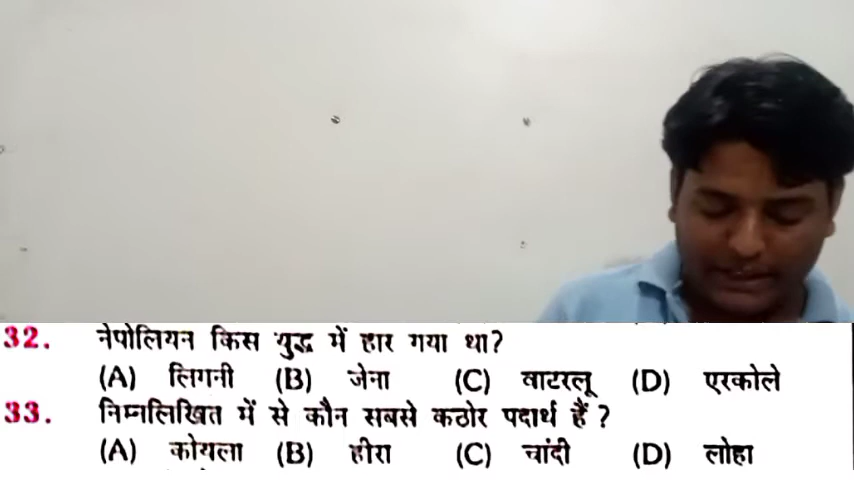 32. नेपोलियन किस युद्ध में हार गया था?
(A) लिगनी (B) जेना (C) वाटरलू (D) एरकोले
33. निम्नलिखित में से कौन सबसे कठोर पदार्थ हैं ?
(A) कोयला (B) हीरा (C) चांदी (D) लोहा